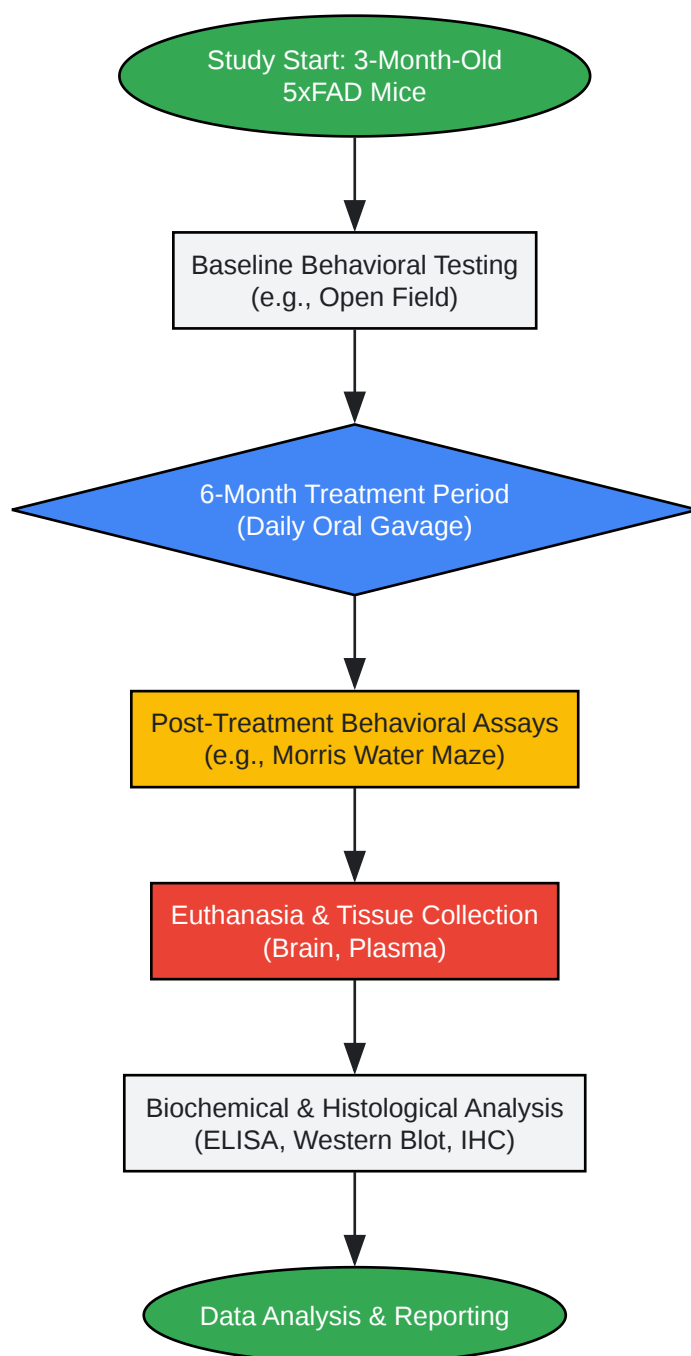 Study Start: 3-Month-Old
5xFAD Mice
Baseline Behavioral Testing
(e.g., Open Field)
6-Month Treatment Period
(Daily Oral Gavage)
Post-Treatment Behavioral Assays
(e.g., Morris Water Maze)
Euthanasia & Tissue Collection
(Brain, Plasma)
Biochemical & Histological Analysis
(ELISA, Western Blot, IHC)
Data Analysis & Reporting